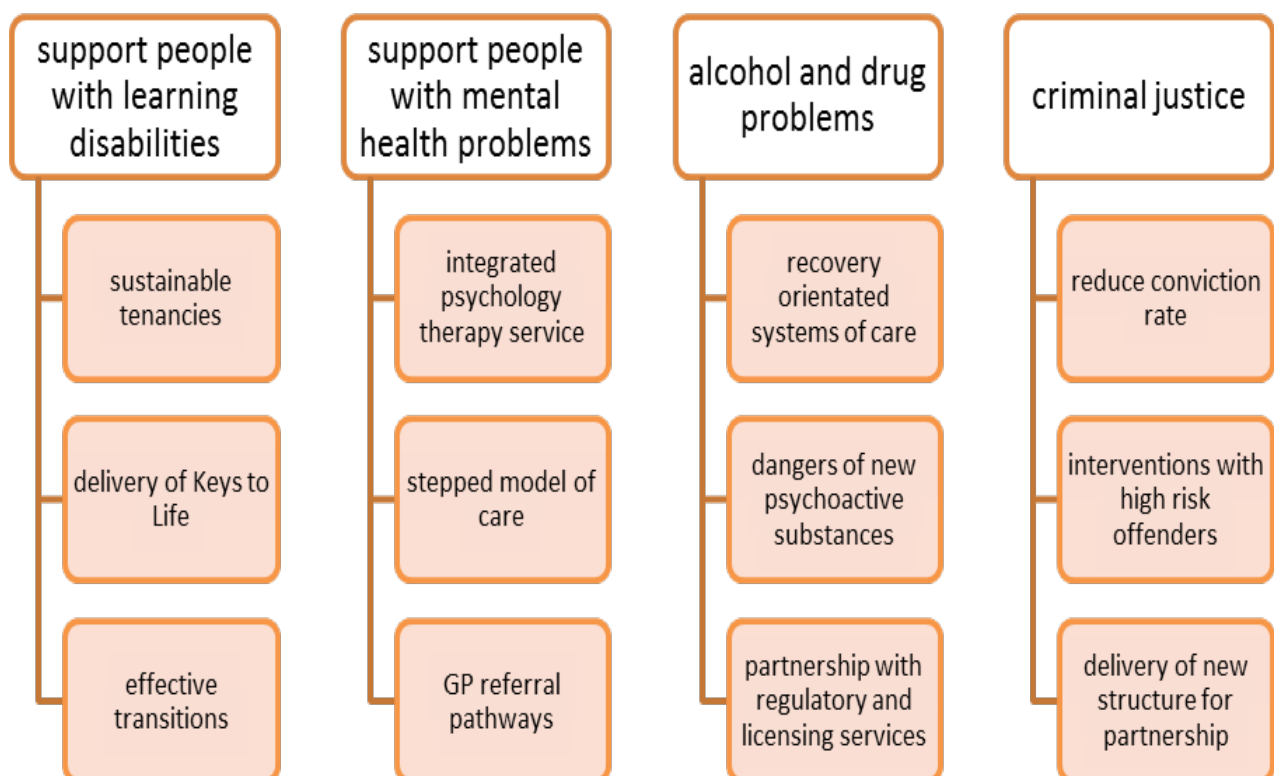 support people
with learning
disabilities
sustainable
tenancies
delivery of Keys to
Life
effective
transitions
support people
with mental
health problems
integrated
psychology
therapy service
stepped model of
care
GP referral
pathways
alcohol and drug
problems
recovery
orientated
systems of care
dangers of new
psychoactive
substances
partnership with
regulatory and
licensing services
criminal justice
reduce conviction
rate
interventions with
high risk
offenders
delivery of new
structure for
partnership